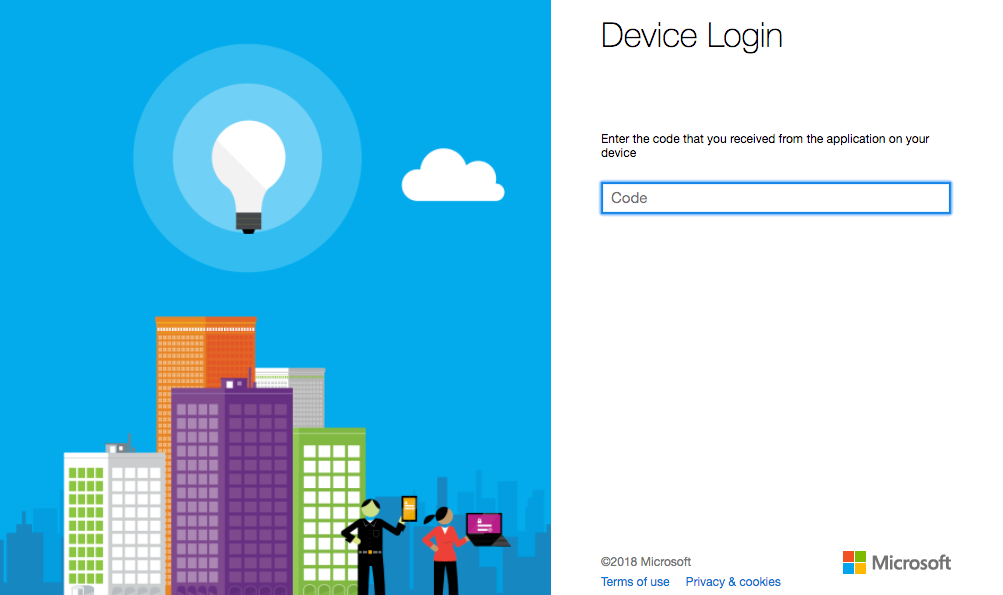 Device Login
Enter the code that you received from the application on your
device
Code
©2018 Microsoft
Microsoft
Terms of use Privacy & cookies